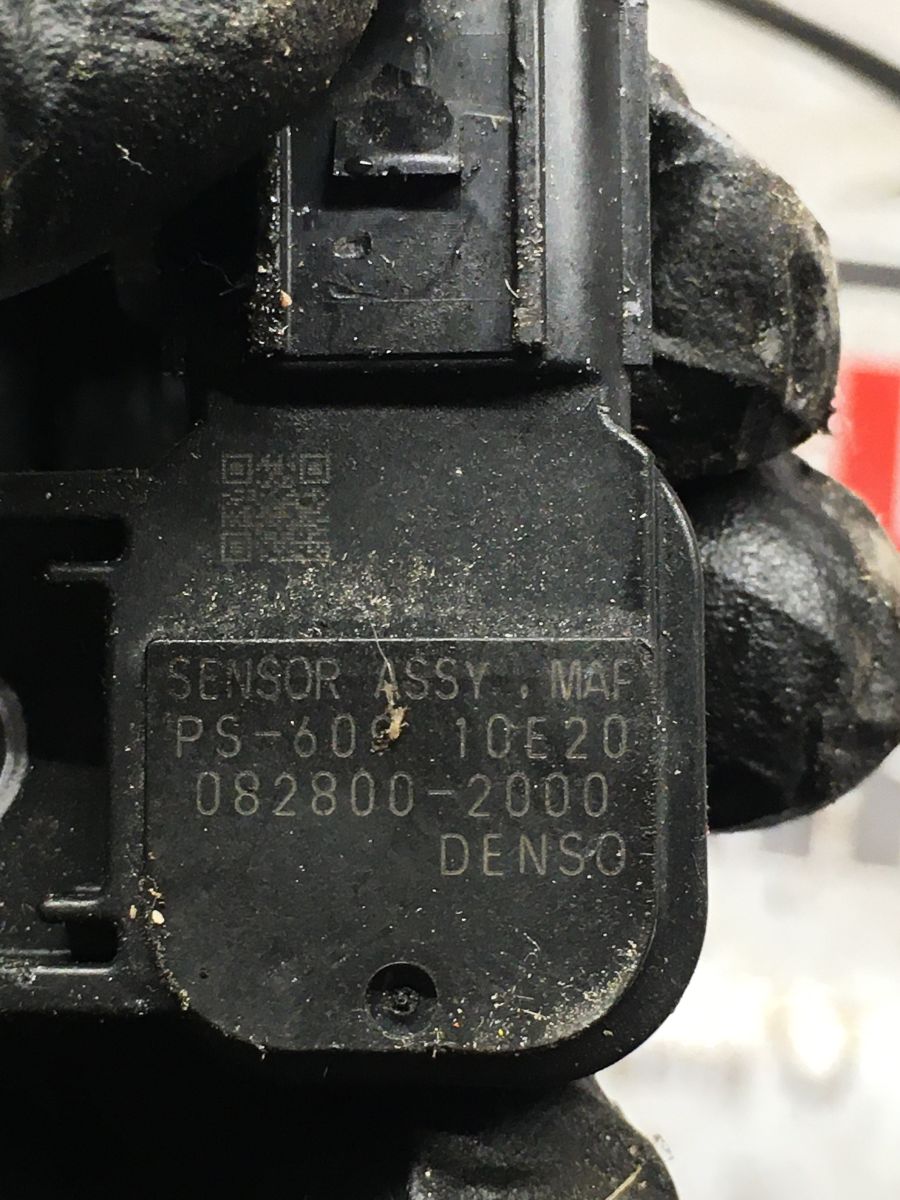 SENSOR ASSY . MAF
10E20
082800-2000
DENSO